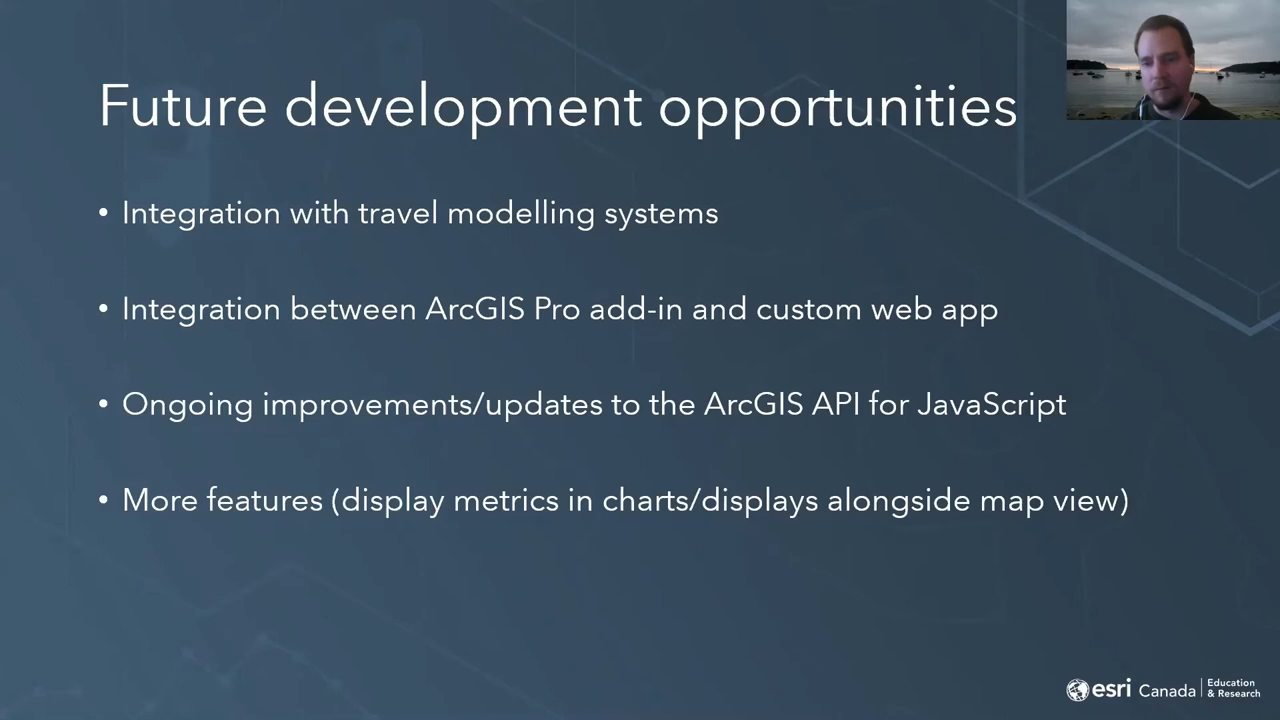 Future development opportunities
• Integration with travel modelling systems
• Integration between ArcGIS Pro add-in and custom web app
• Ongoing improvements/updates to the ArcGIS API for JavaScript
• More features (display metrics in charts/displays alongside map view)
esri Canada Education & Research